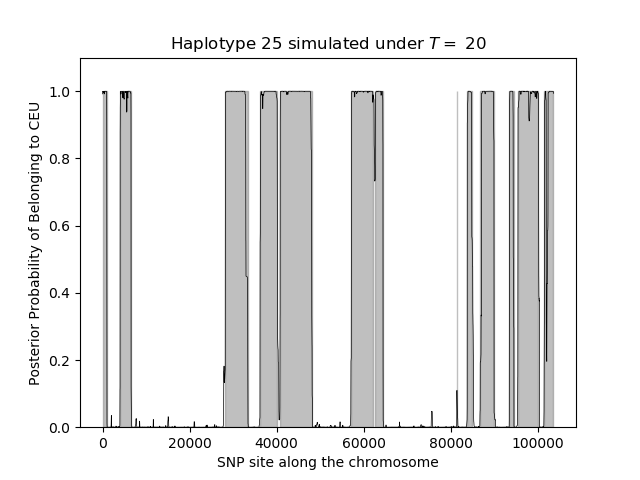 Haplotype 25 simulated under T = 20
Posterior Probability of Belonging to CEU
1.0
0.8
0.6
0.4
0.2
0.0
0 20000 40000 60000 80000 100000
SNP site along the chromosome